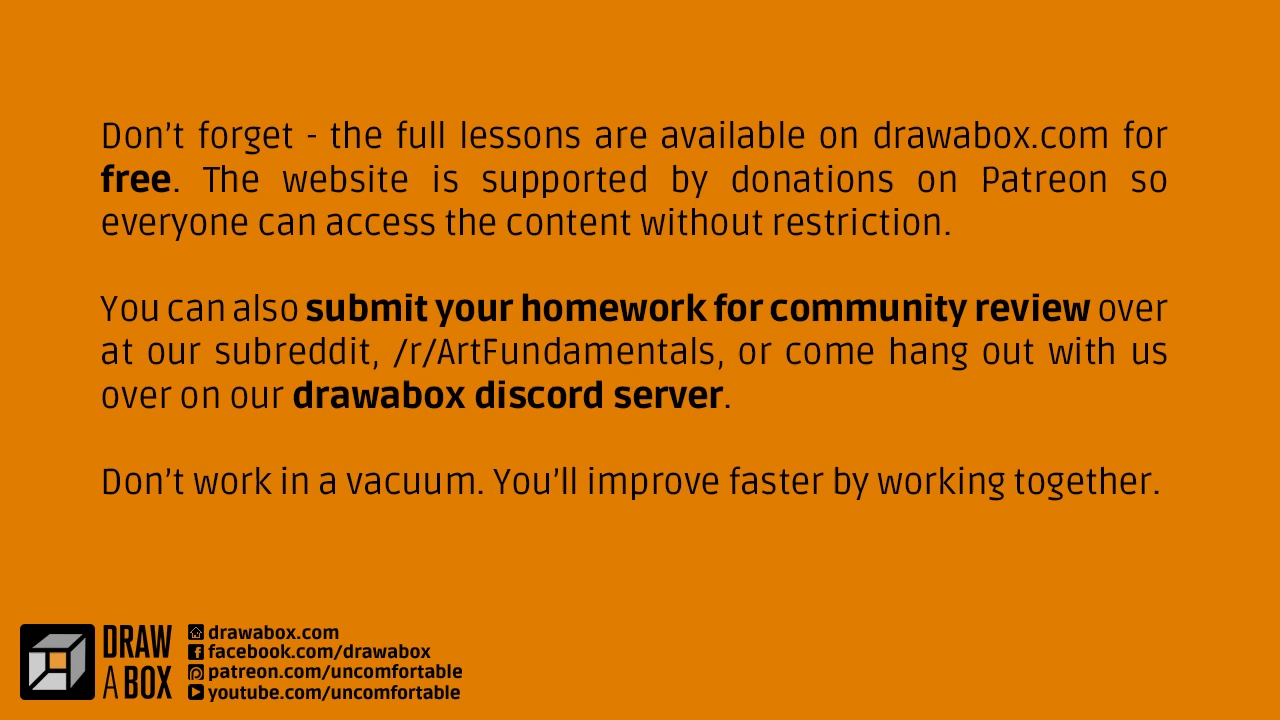 Don’t forget - the full lessons are available on drawabox.com for
free. The website is supported by donations on Patreon so
everyone can access the content without restriction.
You can also submit your homework for community review over
at our subreddit, /r/ArtFundamentals, or come hang out with us
over on our drawabox discord server.
Don’t work in a vacuum. You’ll improve faster by working together.
DRAW
A BOX
drawabox.com
facebook.com/drawabox
patreon.com/uncomfortable
youtube.com/uncomfortable